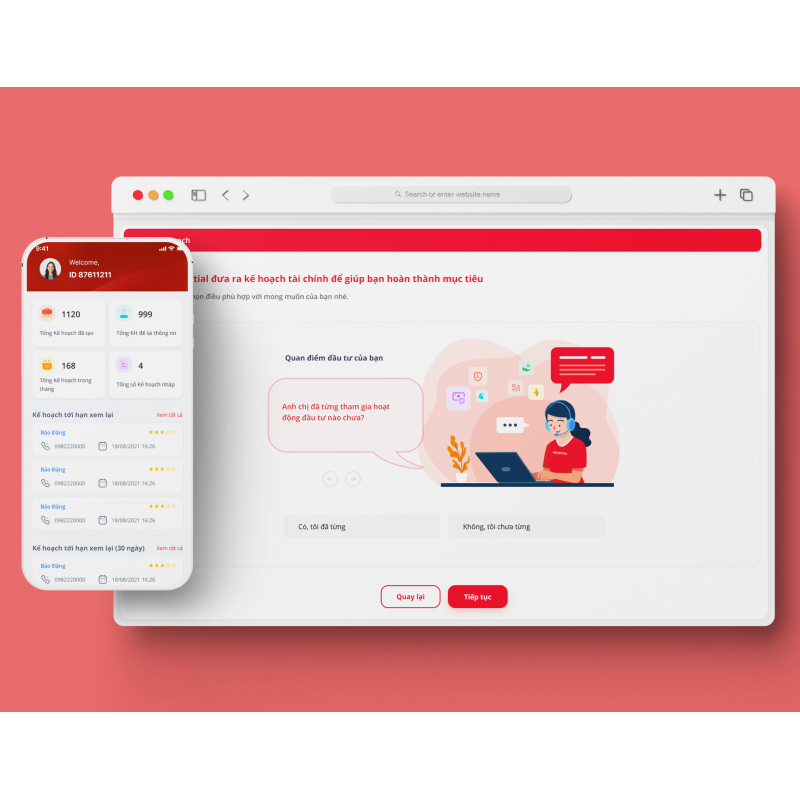 9:41
Welcome,
ID 87611211
1120
Tổng Kế hoạch đã tạo
999
Tổng KH để lại thông tin
168
Tổng Kế hoạch trong tháng
4
Tổng số Kế hoạch nháp
Kế hoạch tới hạn xem lại
Xem tất cả
Bảo Đặng
0982220000
18/08/2021 16:26
Bảo Đặng
0982220000
18/08/2021 16:26
Bảo Đặng
0982220000
18/08/2021 16:26
Kế hoạch tới hạn xem lại (30 ngày)
Xem tất cả
Bảo Đặng
0982220000
18/08/2021 16:26
Search or enter website name
đưa ra kế hoạch tài chính để giúp bạn hoàn thành mục tiêu
điều phù hợp với mong muốn của bạn nhé.
Quan điểm đầu tư của bạn
Anh chị đã từng tham gia hoạt
động đầu tư nào chưa?
Có, tôi đã từng
Không, tôi chưa từng
Quay lại
Tiếp tục